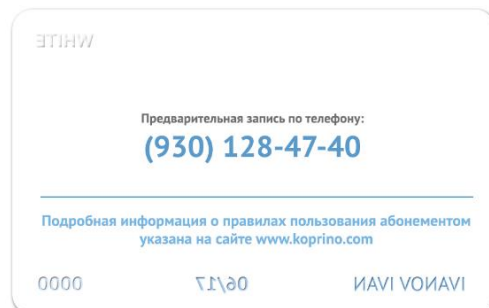 WHITE
Предварительная запись по телефону:
(930) 128-47-40
Подробная информация о правилах пользования абонементом
указана на сайте www.koprino.com
0000 06/17 IVANOV IVAN